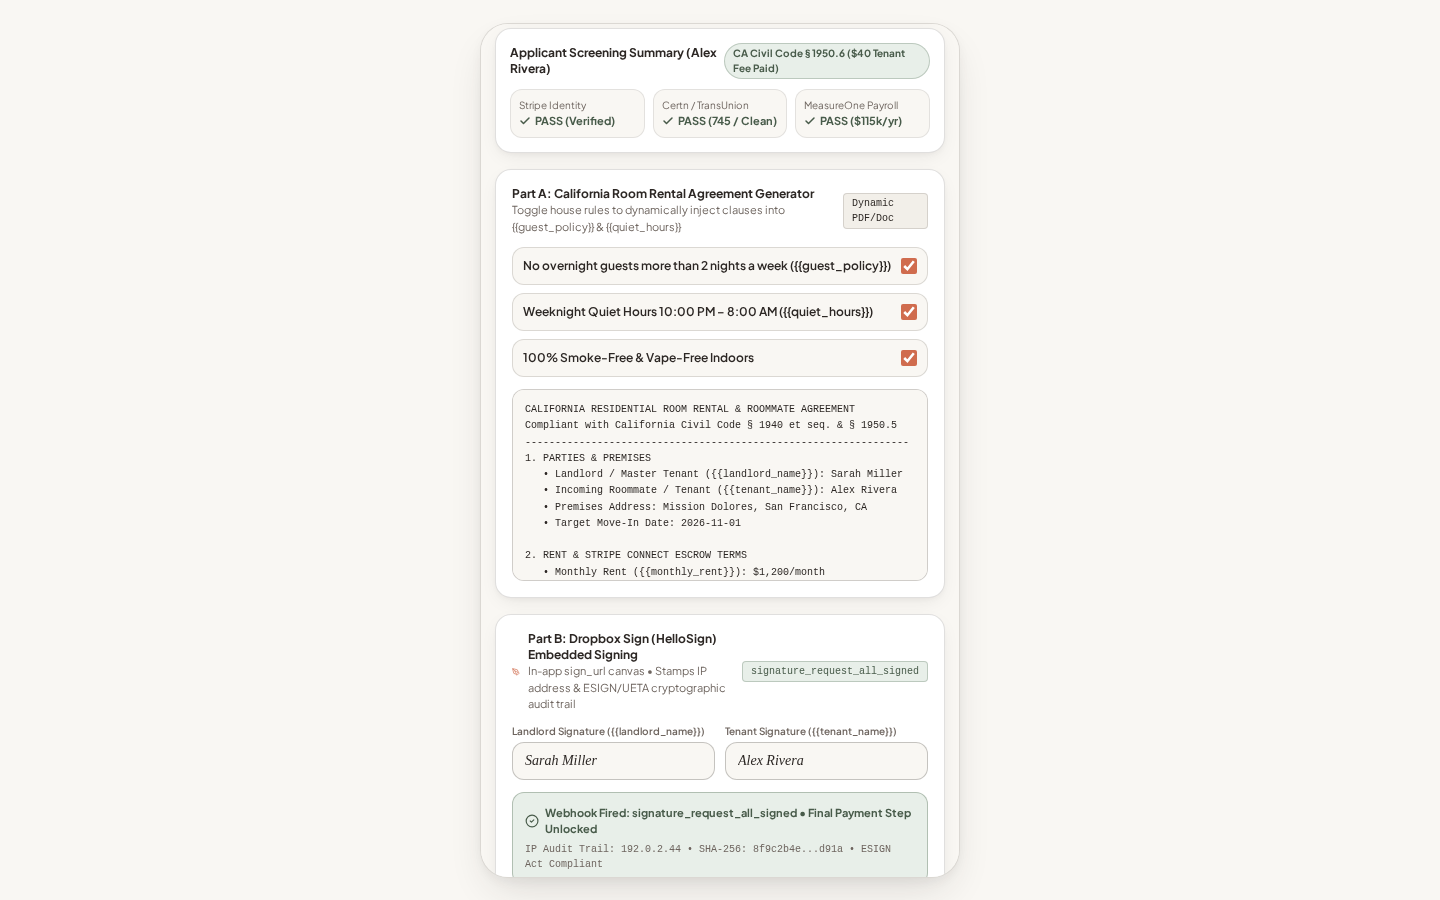 Applicant Screening Summary (Alex
Rivera)
CA Civil Code § 1950.6 ($40 Tenant
Fee Paid)
Stripe Identity
PASS (Verified)
Certn / TransUnion
PASS (745 / Clean)
MeasureOne Payroll
PASS ($115k/yr)
Part A: California Room Rental Agreement Generator
Toggle house rules to dynamically inject clauses into
{{guest_policy}} & {{quiet_hours}}
Dynamic
PDF/Doc
No overnight guests more than 2 nights a week ({{guest_policy}})
Weeknight Quiet Hours 10:00 PM – 8:00 AM ({{quiet_hours}})
100% Smoke-Free & Vape-Free Indoors
CALIFORNIA RESIDENTIAL ROOM RENTAL & ROOMMATE AGREEMENT
Compliant with California Civil Code § 1940 et seq. & § 1950.5
----------------------------------------------------------------
1. PARTIES & PREMISES
• Landlord / Master Tenant ({{landlord_name}}): Sarah Miller
• Incoming Roommate / Tenant ({{tenant_name}}): Alex Rivera
• Premises Address: Mission Dolores, San Francisco, CA
• Target Move-In Date: 2026-11-01
2. RENT & STRIPE CONNECT ESCROW TERMS
• Monthly Rent ({{monthly_rent}}): $1,200/month
Part B: Dropbox Sign (HelloSign)
Embedded Signing
In-app sign_url canvas • Stamps IP
address & ESIGN/UETA cryptographic
audit trail
signature_request_all_signed
Landlord Signature ({{landlord_name}})
Sarah Miller
Tenant Signature ({{tenant_name}})
Alex Rivera
Webhook Fired: signature_request_all_signed • Final Payment Step
Unlocked
IP Audit Trail: 192.0.2.44 • SHA-256: 8f9c2b4e...d91a • ESIGN
Act Compliant